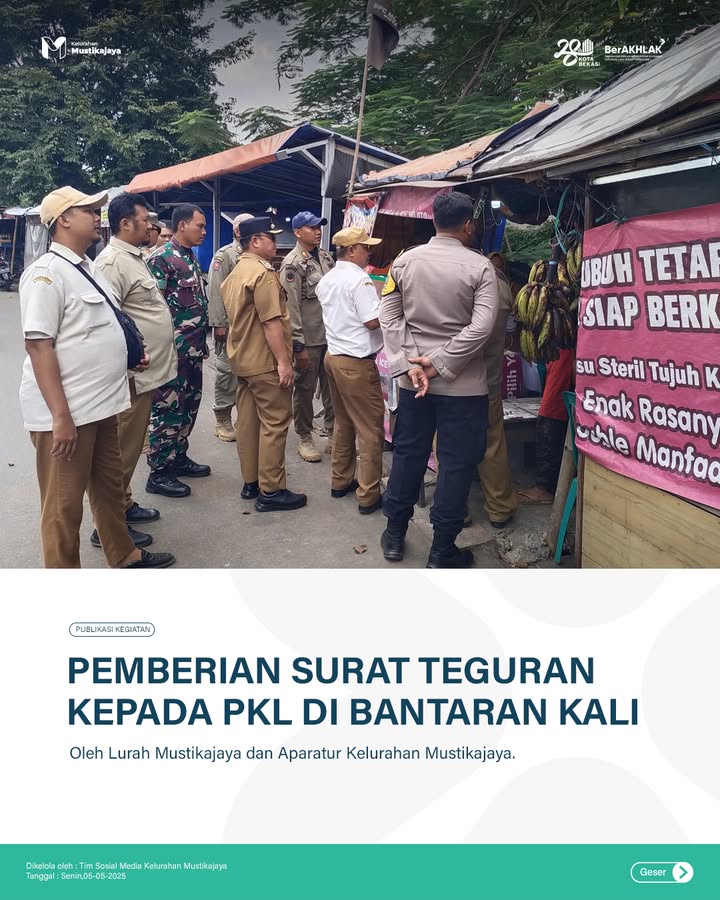 Kelurahan
Mustikajaya
28 KOTA
BEKASI
BerAKHLAK
UBUH TETAP
SIAP BERK
su Steril Tujuh K
Enak Rasany
Manfaa
PUBLIKASI KEGIATAN
PEMBERIAN SURAT TEGURAN
KEPADA PKL DI BANTARAN KALI
Oleh Lurah Mustikajaya dan Aparatur Kelurahan Mustikajaya.
Dikelola oleh : Tim Sosial Media Kelurahan Mustikajaya
Tanggal : Senin,05-05-2025
Geser